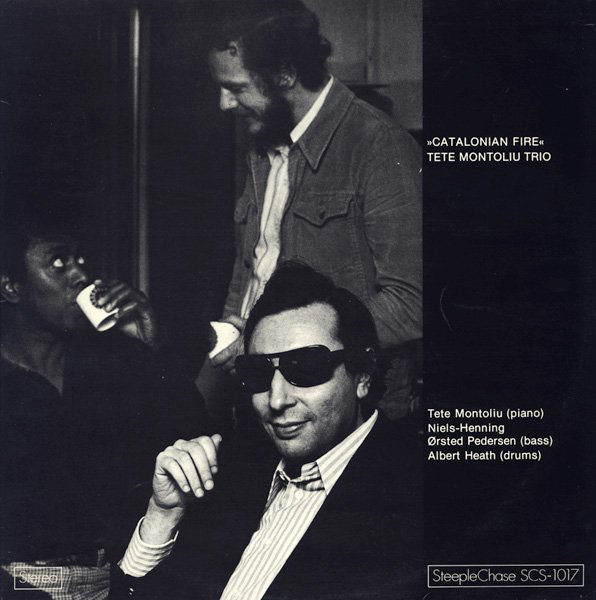 »CATALONIAN FIRE«
TETE MONTOLIU TRIO
Tete Montoliu (piano)
Niels-Henning
Ørsted Pedersen (bass)
Albert Heath (drums)
Stereo
SteepleChase SCS-1017